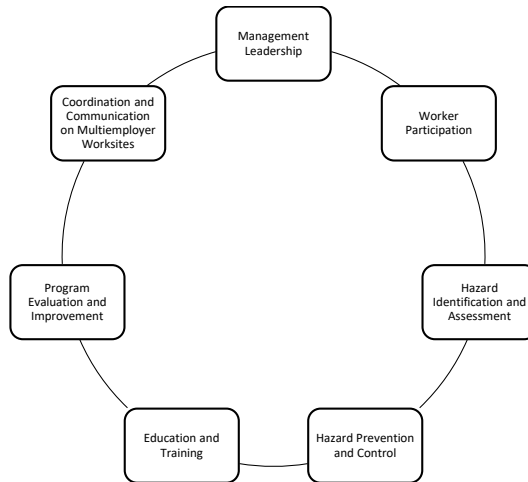 Management
Leadership
Worker
Participation
Hazard
Identification and
Assessment
Hazard Prevention
and Control
Education and
Training
Program
Evaluation and
Improvement
Coordination and
Communication
on Multiemployer
Worksites